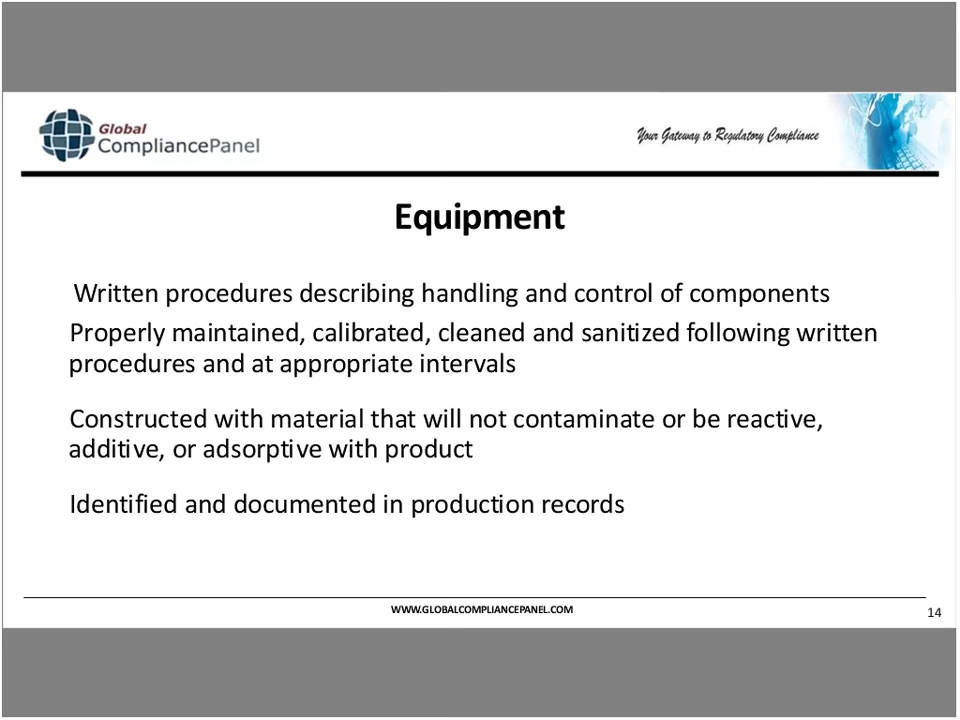 Global
CompliancePanel
Your Gateway to Regulatory Compliance
Equipment
Written procedures describing handling and control of components
Properly maintained, calibrated, cleaned and sanitized following written
procedures and at appropriate intervals
Constructed with material that will not contaminate or be reactive,
additive, or adsorptive with product
Identified and documented in production records
WWW.GLOBALCOMPLIANCEPANEL.COM
14